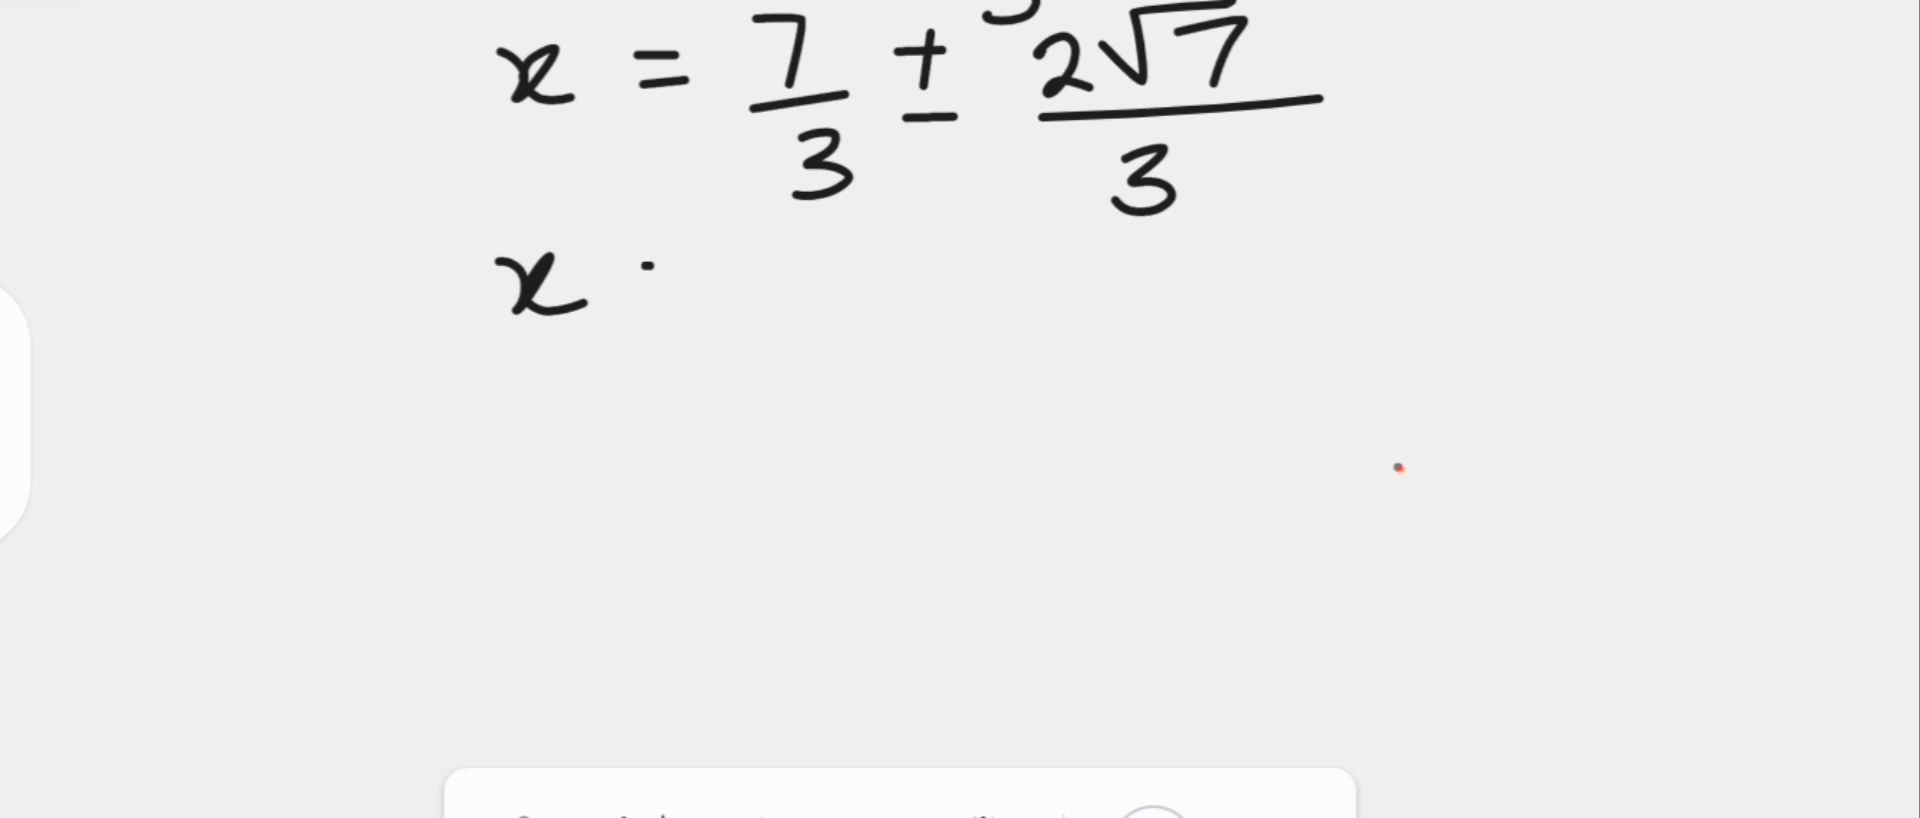 x = 7/3 ± 2√7/3
x